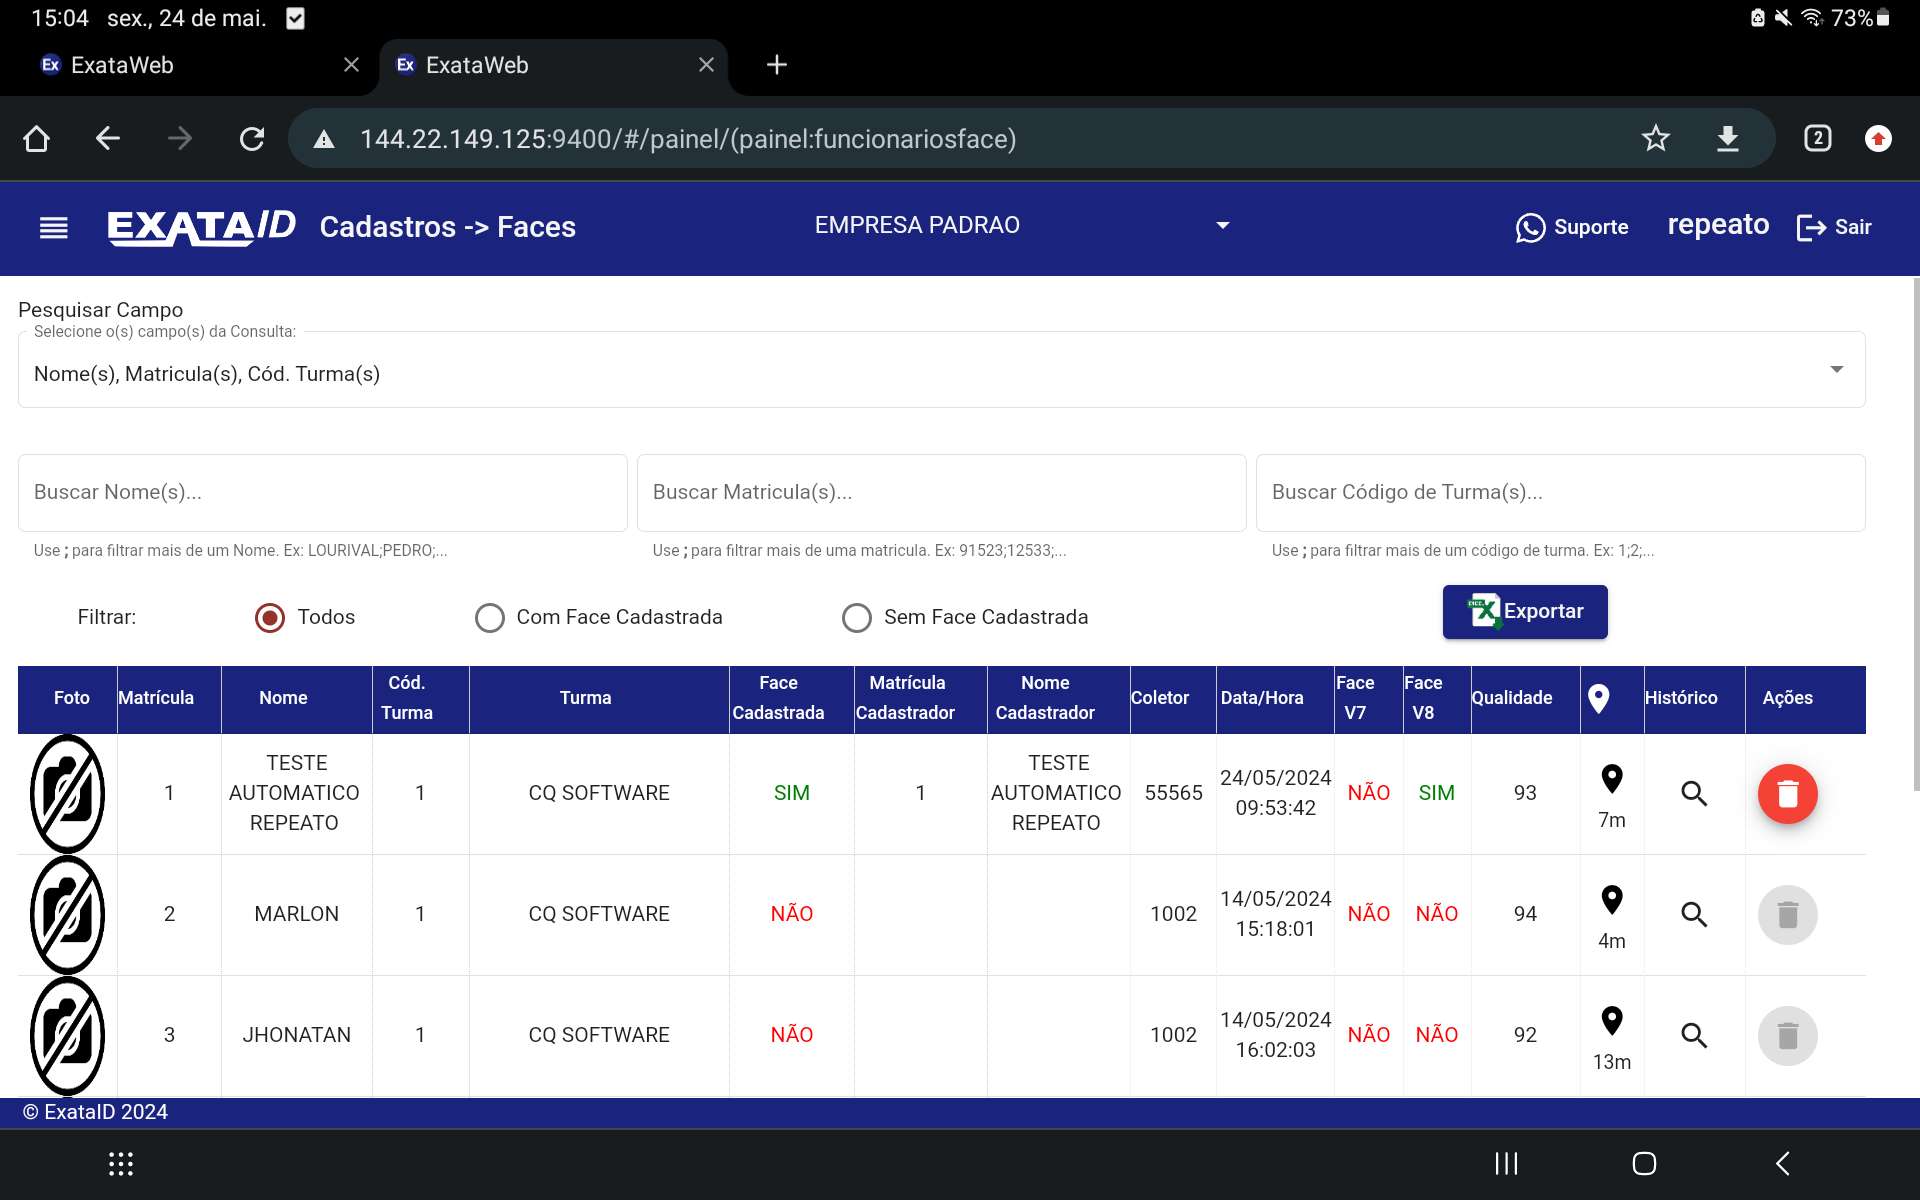 15:04 sex., 24 de mai. 73%
Ex ExataWeb Ex ExataWeb
144.22.149.125:9400/#/painel/(painel:funcionariosface) 2
EXATAID Cadastros -> Faces EMPRESA PADRAO Suporte repeato Sair
Pesquisar Campo
Selecione o(s) campo(s) da Consulta:
Nome(s), Matricula(s), Cód. Turma(s)
Buscar Nome(s)... Buscar Matricula(s)... Buscar Código de Turma(s)...
Use ; para filtrar mais de um Nome. Ex: LOURIVAL;PEDRO;... Use ; para filtrar mais de uma matricula. Ex: 91523;12533;... Use ; para filtrar mais de um código de turma. Ex: 1;2;...
Filtrar: Todos Com Face Cadastrada Sem Face Cadastrada Exportar
Foto Matrícula Nome Cód. Turma Turma Face Cadastrada Matrícula Cadastrador Nome Cadastrador Coletor Data/Hora Face V7 Face V8 Qualidade Histórico Ações
1 TESTE AUTOMATICO REPEATO 1 CQ SOFTWARE SIM 1 TESTE AUTOMATICO REPEATO 55565 24/05/2024 09:53:42 NÃO SIM 93 7m
2 MARLON 1 CQ SOFTWARE NÃO 1002 14/05/2024 15:18:01 NÃO NÃO 94 4m
3 JHONATAN 1 CQ SOFTWARE NÃO 1002 14/05/2024 16:02:03 NÃO NÃO 92 13m
© ExataID 2024